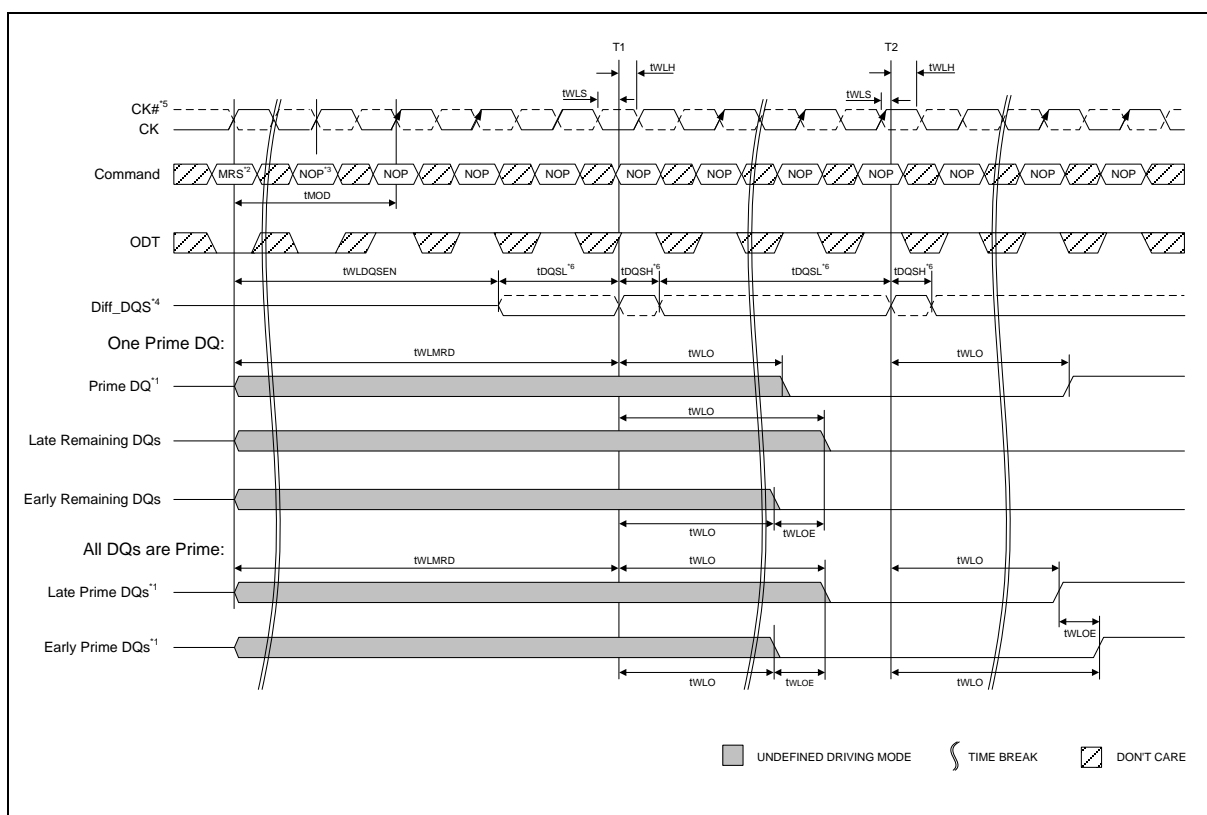 T1 T2
tWLH tWLH
tWLS tWLS
CK#*5
CK
Command MRS*2 NOP*3 NOP NOP NOP NOP NOP NOP NOP NOP NOP NOP
tMOD
ODT
tWLDQSEN tDQSL*6 tDQSH*6 tDQSL*6 tDQSH*6
Diff_DQS*4
One Prime DQ:
tWLMRD tWLO tWLO
Prime DQ*1
tWLO
Late Remaining DQs
Early Remaining DQs
tWLO tWLOE
All DQs are Prime:
tWLMRD tWLO tWLO
Late Prime DQs*1
tWLOE
Early Prime DQs*1
tWLO tWLOE tWLO
UNDEFINED DRIVING MODE TIME BREAK DON'T CARE